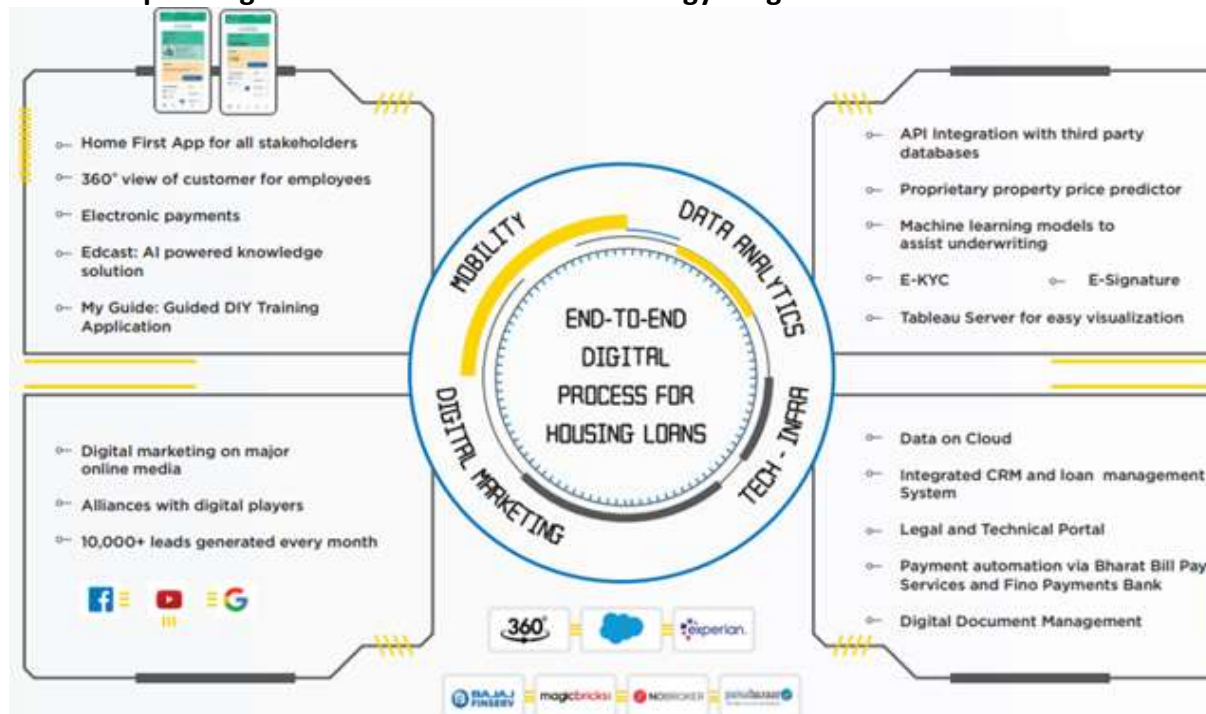 Home First App for all stakeholders
360° view of customer for employees
Electronic payments
Edcast: AI powered knowledge
solution
My Guide: Guided DIY Training
Application
API Integration with third party
databases
Proprietary property price predictor
Machine learning models to
assist underwriting
E-KYC
E-Signature
Tableau Server for easy visualization
MOBILITY
DATA ANALYTICS
DIGITAL MARKETING
TECH - INFRA
END-TO-END
DIGITAL
PROCESS FOR
HOUSING LOANS
Digital marketing on major
online media
Alliances with digital players
10,000+ leads generated every month
Data on Cloud
Integrated CRM and loan management
System
Legal and Technical Portal
Payment automation via Bharat Bill Pay
Services and Fino Payments Bank
Digital Document Management
f
G
360°
experian.
BAJAJ
FINSERV
magicbricks
NOBROKER
paisabazaar